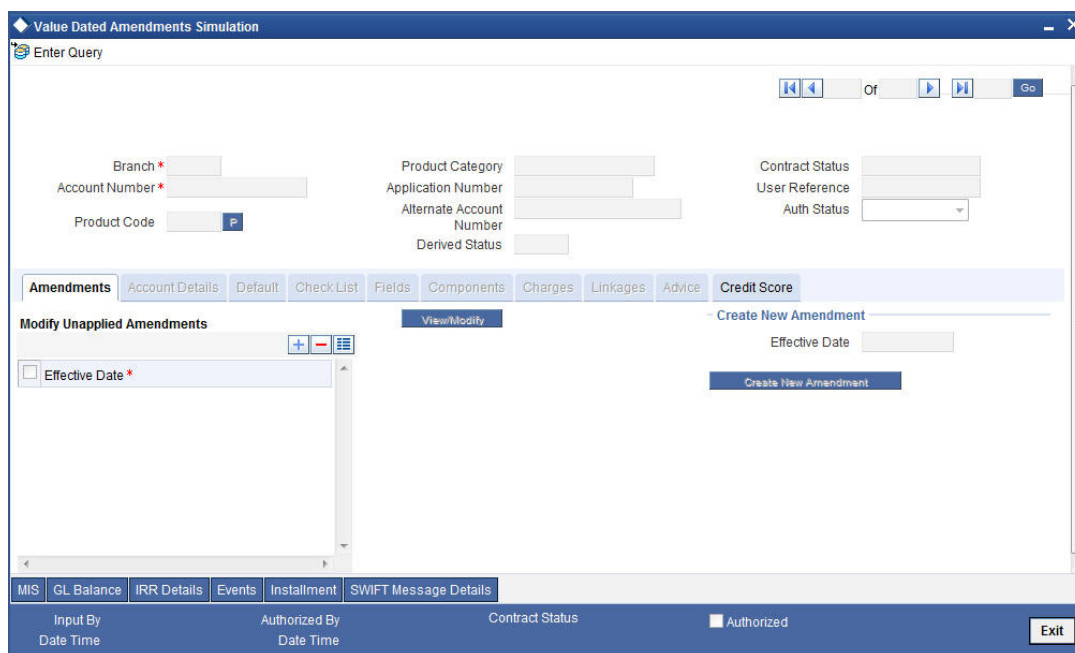 Value Dated Amendments Simulation
Enter Query
Of Go
Branch * Product Category Contract Status
Account Number * Application Number User Reference
Product Code P Alternate Account Number Auth Status
Derived Status
Amendments Account Details Default Check List Fields Components Charges Linkages Advice Credit Score
Modify Unapplied Amendments View/Modify Create New Amendment
Effective Date
Effective Date *
Create New Amendment
MIS GL Balance IRR Details Events Installment SWIFT Message Details
Input By Authorized By Contract Status Authorized
Date Time Date Time Exit